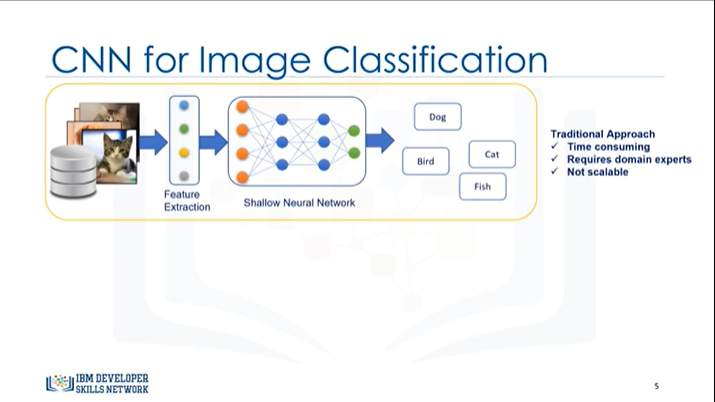 CNN for Image Classification
Feature
Extraction
Shallow Neural Network
Dog
Bird
Cat
Fish
Traditional Approach
✓ Time consuming
✓ Requires domain experts
✓ Not scalable
IBM DEVELOPER
SKILLS NETWORK
5